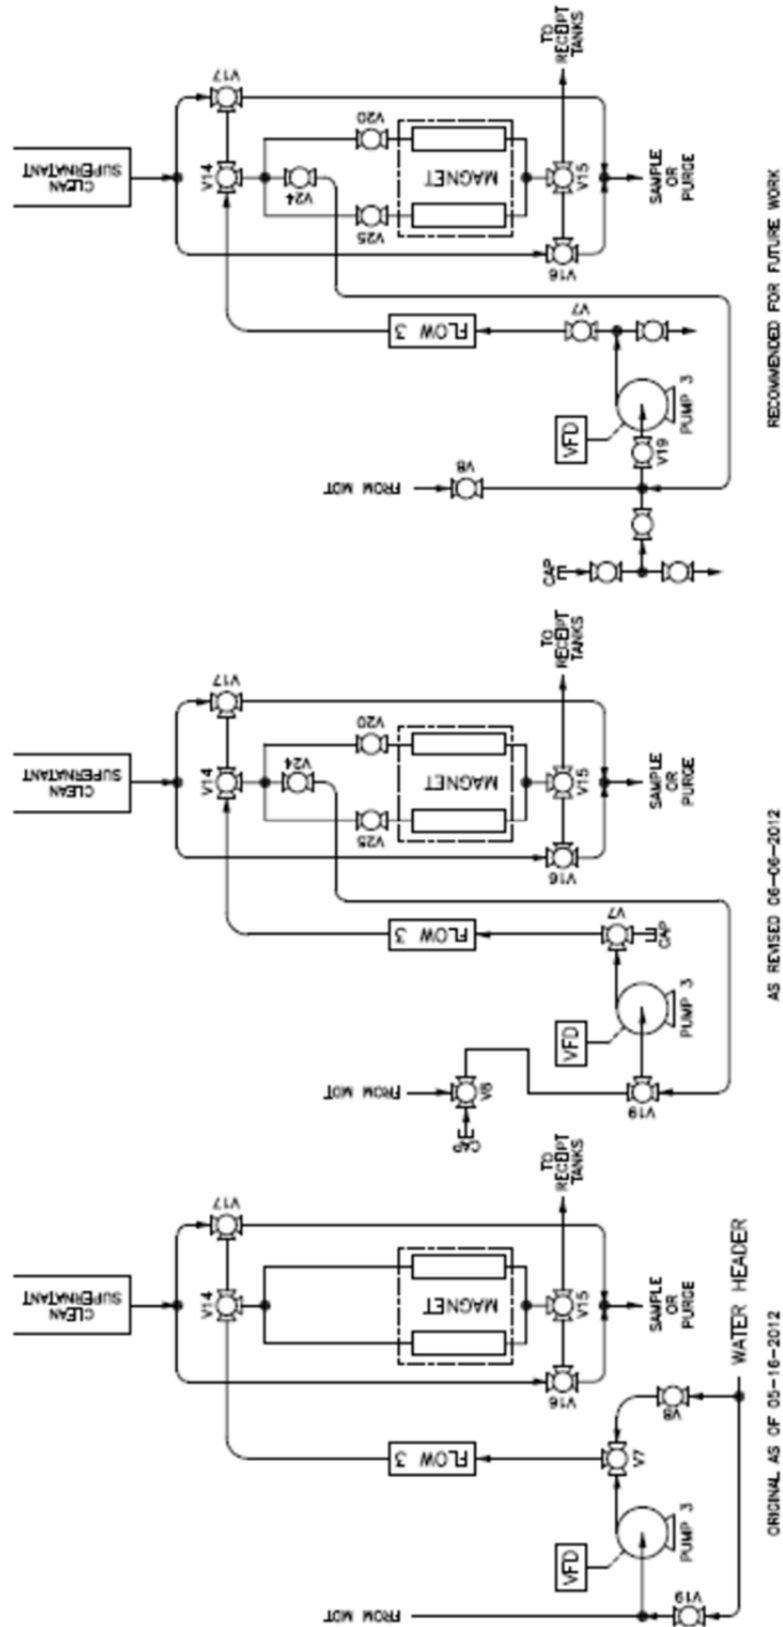 CLEAN
SUPERNATANT
V17
V14
V20
V24
V25
MAGNET
V15
V16
TO
RECEIPT
TANKS
SAMPLE
OR
PURGE
FLOW 3
V7
VFD
PUMP 3
V19
V8
FROM MDT
CAP
RECOMMENDED FOR FUTURE WORK
CLEAN
SUPERNATANT
V17
V14
V20
V24
V25
MAGNET
V15
V16
TO
RECEIPT
TANKS
SAMPLE
OR
PURGE
FLOW 3
V7
CAP
VFD
PUMP 3
V19
V8
FROM MDT
CAP
AS REVISED 06-06-2012
CLEAN
SUPERNATANT
V17
V14
MAGNET
V15
V16
TO
RECEIPT
TANKS
SAMPLE
OR
PURGE
WATER HEADER
FLOW 3
V7
V8
VFD
PUMP 3
V19
FROM MDT
ORIGINAL AS OF 05-16-2012